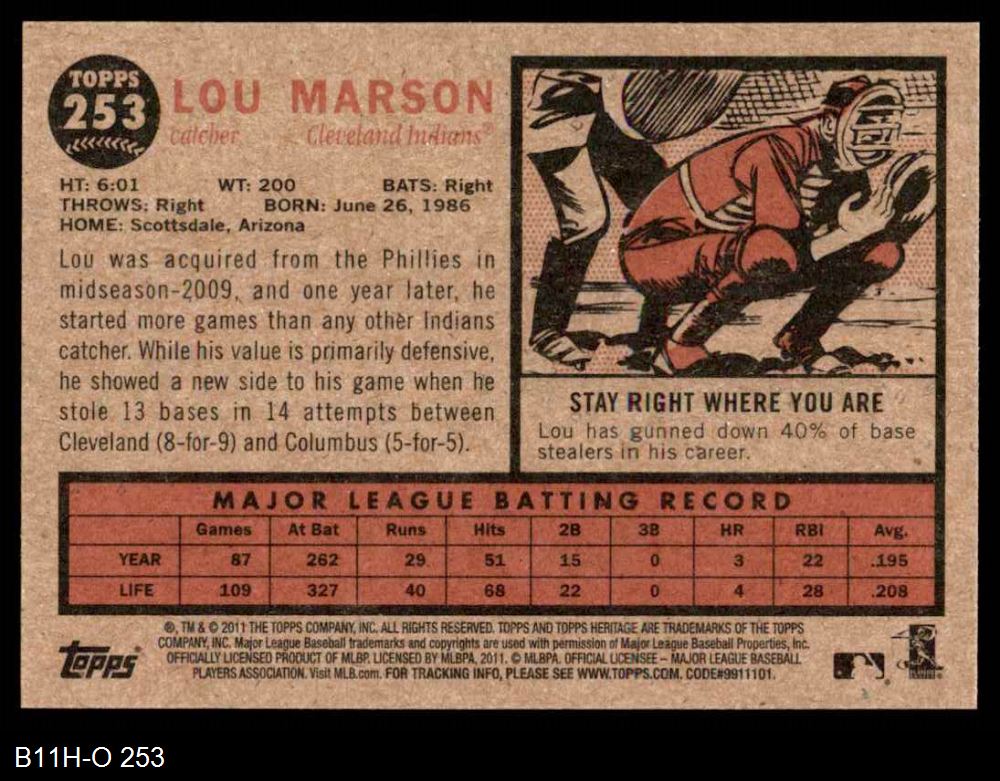 TOPPS
253
LOU MARSON
Catcher Cleveland Indians®
HT: 6:01 WT: 200 BATS: Right
THROWS: Right BORN: June 26, 1986
HOME: Scottsdale, Arizona
Lou was acquired from the Phillies in
midseason-2009, and one year later, he
started more games than any other Indians
catcher. While his value is primarily defensive,
he showed a new side to his game when he
stole 13 bases in 14 attempts between
Cleveland (8-for-9) and Columbus (5-for-5).
STAY RIGHT WHERE YOU ARE
Lou has gunned down 40% of base
stealers in his career.
MAJOR LEAGUE BATTING RECORD
Games At Bat Runs Hits 2B 3B HR RBI Avg.
YEAR 87 262 29 51 15 0 3 22 .195
LIFE 109 327 40 68 22 0 4 28 .208
®, TM & © 2011 THE TOPPS COMPANY, INC. ALL RIGHTS RESERVED. TOPPS AND TOPPS HERITAGE ARE TRADEMARKS OF THE TOPPS
COMPANY, INC. Major League Baseball trademarks and copyrights are used with permission of Major League Baseball Properties, Inc.
OFFICIALLY LICENSED PRODUCT OF MLBP. LICENSED BY MLBPA, 2011. © MLBPA. OFFICIAL LICENSEE – MAJOR LEAGUE BASEBALL
PLAYERS ASSOCIATION. Visit MLB.com. FOR TRACKING INFO, PLEASE SEE WWW.TOPPS.COM. CODE#9911101.
Topps
B11H-O 253